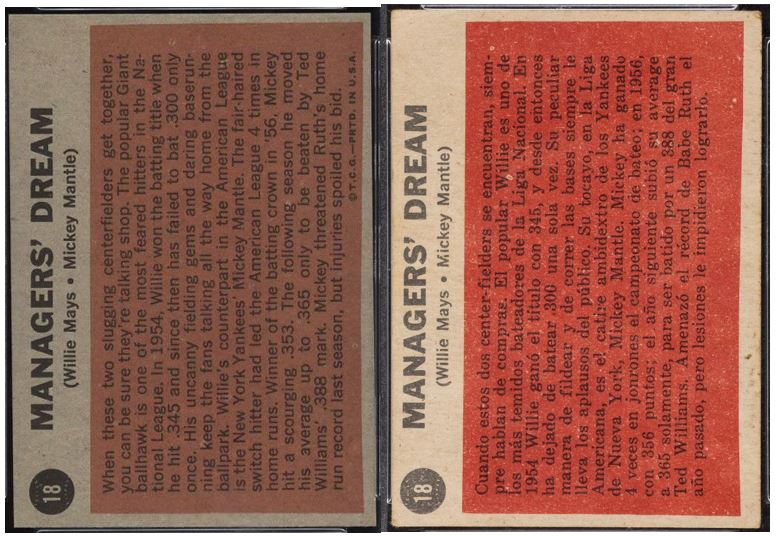 18
MANAGERS' DREAM
(Willie Mays • Mickey Mantle)
When these two slugging centerfielders get together,
you can be sure they're talking shop. The popular Giant
ballhawk is one of the most feared hitters in the Na-
tional League. In 1954, Willie won the batting title when
he hit .345 and since then has failed to bat .300 only
once. His uncanny fielding gems and daring baserun-
ning keep the fans talking all the way home from the
ballpark. Willie's counterpart in the American League
is the New York Yankees' Mickey Mantle. The fair-haired
switch hitter had led the American League 4 times in
home runs. Winner of the batting crown in '56, Mickey
hit a scourging .353. The following season he moved
his average up to .365 only to be beaten by Ted
Williams' .388 mark. Mickey threatened Ruth's home
run record last season, but injuries spoiled his bid.
©T.C.G.—PRTD. IN U.S.A.
18
MANAGERS' DREAM
(Willie Mays • Mickey Mantle)
Cuando estos dos center-fielders se encuentran, siem-
pre hablan de compras. El popular Willie es uno de
los más temidos bateadores de la Liga Nacional. En
1954 Willie ganó el título con 345, y desde entonces
ha dejado de batear 300 una sola vez. Su peculiar
manera de fildear y de correr las bases siempre le
lleva los aplausos del público. Su tocayo, en la Liga
Americana, es el catire ambidextro de los Yankees
de Nueva York, Mickey Mantle. Mickey ha ganado
4 veces en jonrones el campeonato de bateo; en 1956,
con 356 puntos; el año siguiente subió su average
a 365 solamente, para ser batido por un 388 del gran
Ted Williams. Amenazó el record de Babe Ruth el
año pasado, pero lesiones le impidieron lograrlo.